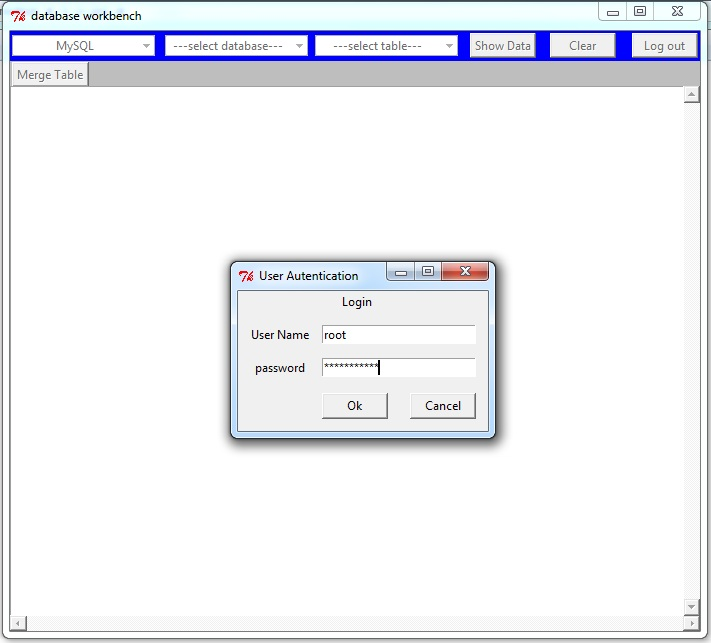 database workbench
MySQL ---select database--- ---select table--- Show Data Clear Log out
Merge Table
User Autentication
Login
User Name root
password ***********
Ok Cancel